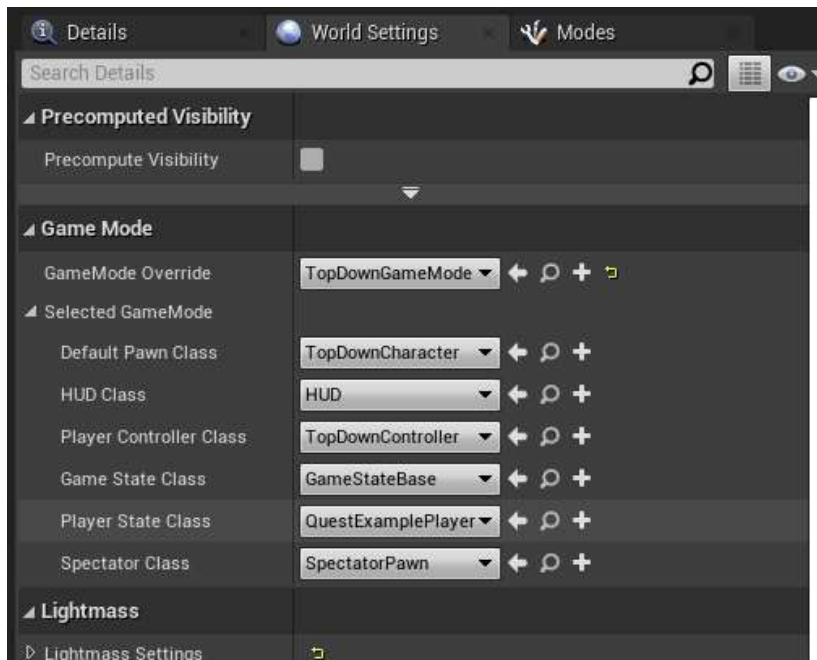 Details World Settings Modes
Search Details
Precomputed Visibility
Precompute Visibility
Game Mode
GameMode Override TopDownGameMode
Selected GameMode
Default Pawn Class TopDownCharacter
HUD Class HUD
Player Controller Class TopDownController
Game State Class GameStateBase
Player State Class QuestExamplePlayer
Spectator Class SpectatorPawn
Lightmass
Lightmass Settings